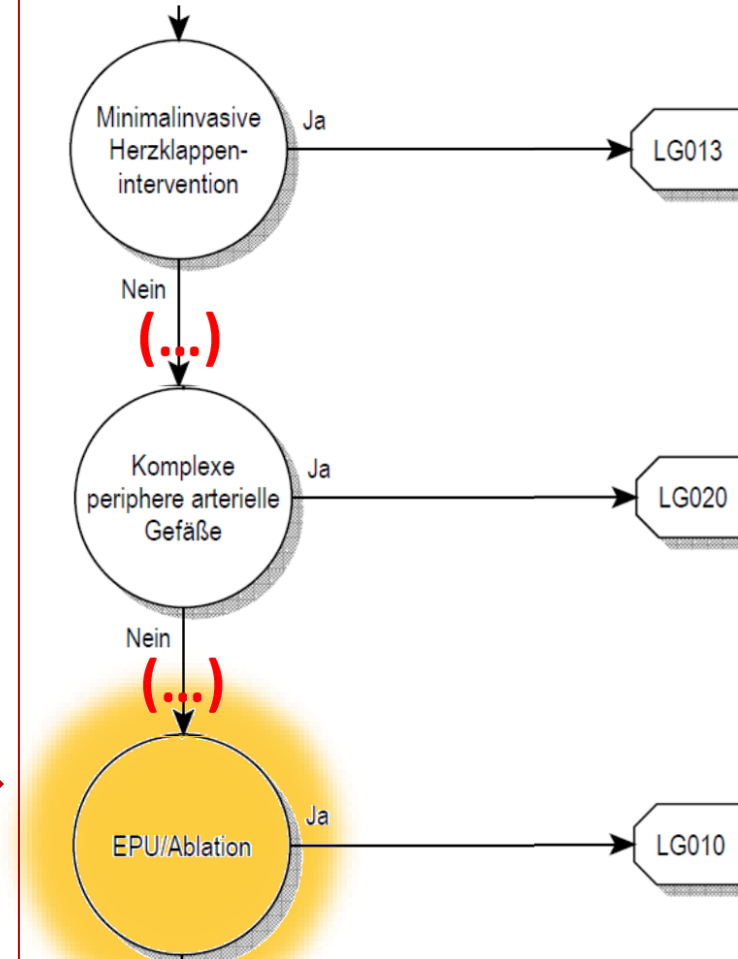 Minimalinvasive
Herzklappen-
intervention
Ja
LG013
Nein
(...)
Komplexe
periphere arterielle
Gefäße
Ja
LG020
Nein
(...)
EPU/Ablation
Ja
LG010